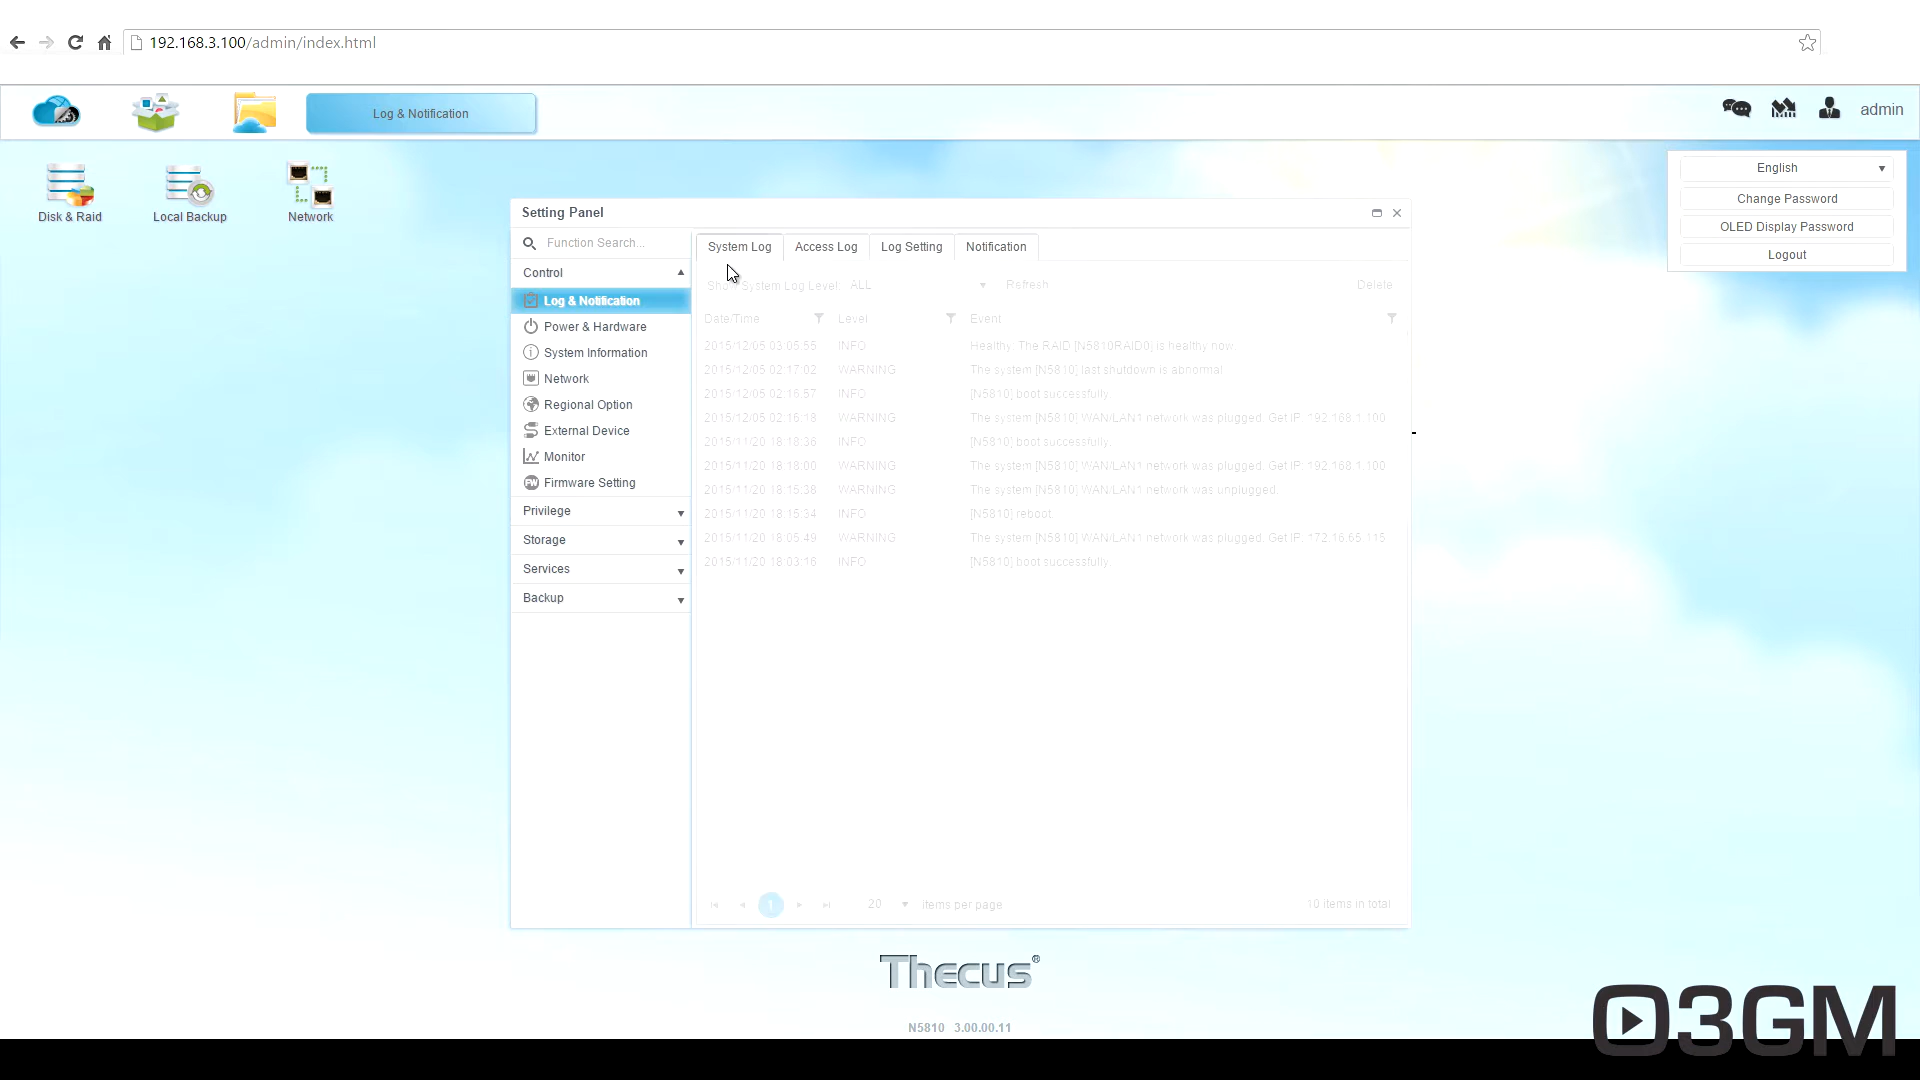 192.168.3.100/admin/index.html
Log & Notification
admin
Disk & Raid
Local Backup
Network
English
Change Password
OLED Display Password
Logout
Setting Panel
Function Search...
Control
Log & Notification
Power & Hardware
System Information
Network
Regional Option
External Device
Monitor
FW Firmware Setting
Privilege
Storage
Services
Backup
System Log Access Log Log Setting Notification
Show System Log Level: ALL Refresh Delete
Date/Time Level Event
2015/12/05 03:05:55 INFO Healthy: The RAID [N5810RAID0] is healthy now.
2015/12/05 02:17:02 WARNING The system [N5810] last shutdown is abnormal.
2015/12/05 02:16:57 INFO [N5810] boot successfully.
2015/12/05 02:16:18 WARNING The system [N5810] WAN/LAN1 network was plugged. Get IP: 192.168.1.100
2015/11/20 18:18:36 INFO [N5810] boot successfully.
2015/11/20 18:18:00 WARNING The system [N5810] WAN/LAN1 network was plugged. Get IP: 192.168.1.100
2015/11/20 18:15:38 WARNING The system [N5810] WAN/LAN1 network was unplugged.
2015/11/20 18:15:34 INFO [N5810] reboot.
2015/11/20 18:05:49 WARNING The system [N5810] WAN/LAN1 network was plugged. Get IP: 172.16.65.115
2015/11/20 18:03:16 INFO [N5810] boot successfully.
1 20 items per page 10 items in total
Thecus®
N5810 3.00.00.11
3GM